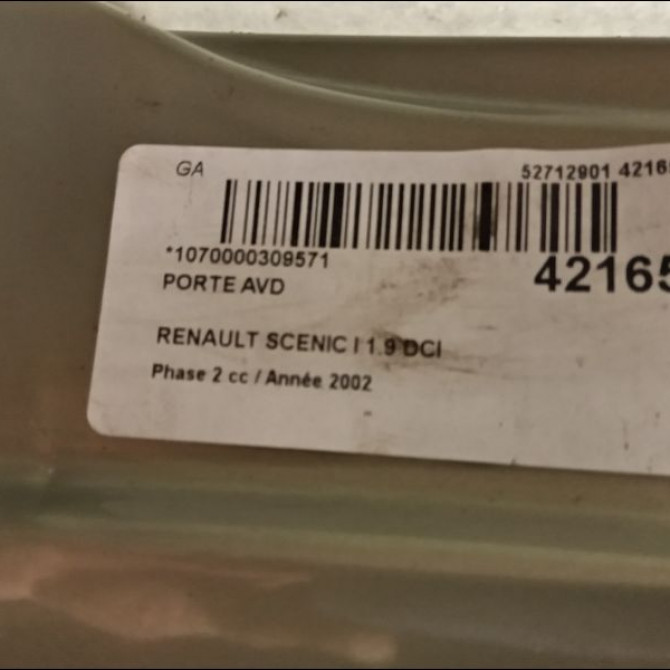 GA 52712901 4216
*1070000309571
42165
PORTE AVD
RENAULT SCENIC I 1.9 DCI
Phase 2 cc / Année 2002